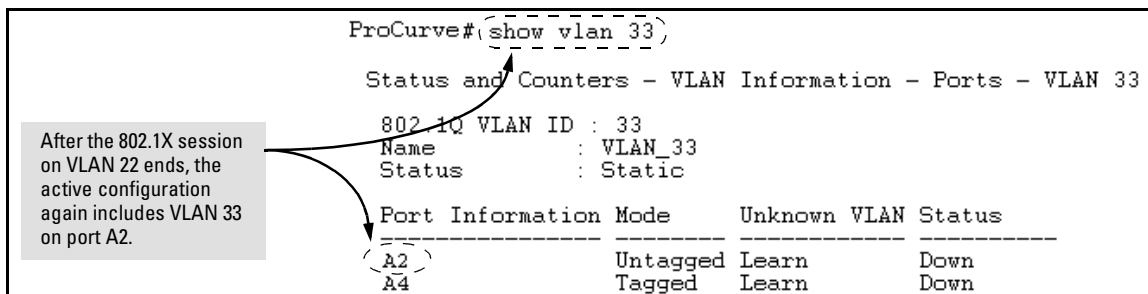 ProCurve# show vlan 33
Status and Counters - VLAN Information - Ports - VLAN 33
802.1Q VLAN ID : 33
Name : VLAN_33
Status : Static
After the 802.1X session
on VLAN 22 ends, the
active configuration
again includes VLAN 33
on port A2.
Port Information Mode Unknown VLAN Status
---------------- -------- ------------ ----------
A2 Untagged Learn Down
A4 Tagged Learn Down